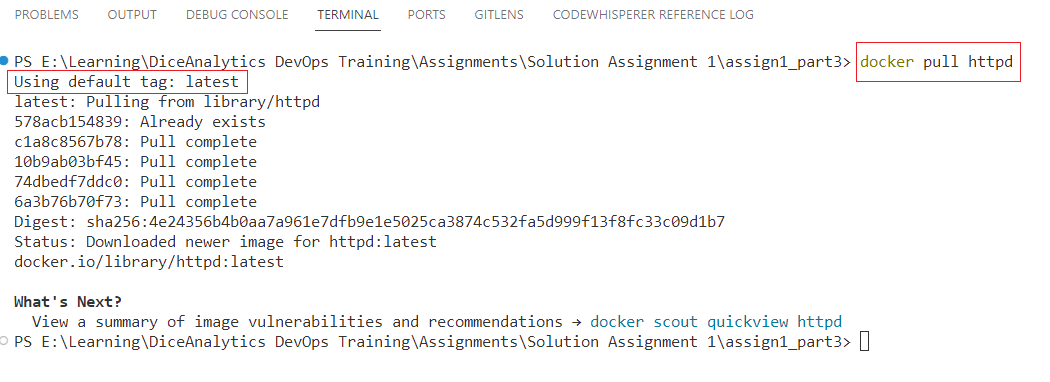 PROBLEMS OUTPUT DEBUG CONSOLE TERMINAL PORTS GITLENS CODEWHISPERER REFERENCE LOG
PS E:\Learning\DiceAnalytics DevOps Training\Assignments\Solution Assignment 1\assign1_part3> docker pull httpd
Using default tag: latest
latest: Pulling from library/httpd
578acb154839: Already exists
c1a8c8567b78: Pull complete
10b9ab03bf45: Pull complete
74dbedf7ddc0: Pull complete
6a3b76b70f73: Pull complete
Digest: sha256:4e24356b4b0aa7a961e7dfb9e1e5025ca3874c532fa5d999f13f8fc33c09d1b7
Status: Downloaded newer image for httpd:latest
docker.io/library/httpd:latest
What's Next?
View a summary of image vulnerabilities and recommendations → docker scout quickview httpd
PS E:\Learning\DiceAnalytics DevOps Training\Assignments\Solution Assignment 1\assign1_part3>